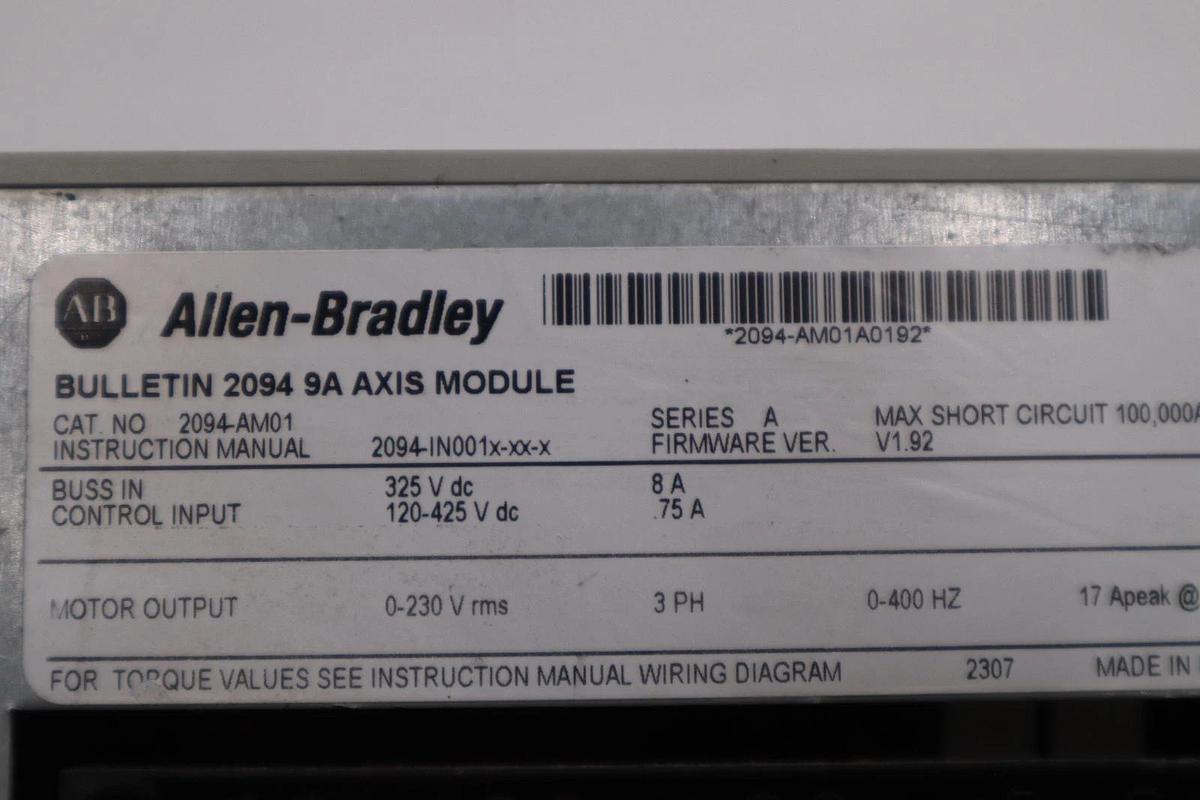 AB Allen-Bradley
*2094-AM01A0192*
BULLETIN 2094 9A AXIS MODULE
CAT. NO 2094-AM01 SERIES A MAX SHORT CIRCUIT 100,000A
INSTRUCTION MANUAL 2094-IN001x-xx-x FIRMWARE VER. V1.92
BUSS IN 325 V dc 8 A
CONTROL INPUT 120-425 V dc .75 A
MOTOR OUTPUT 0-230 V rms 3 PH 0-400 HZ 17 Apeak @
FOR TORQUE VALUES SEE INSTRUCTION MANUAL WIRING DIAGRAM 2307 MADE IN